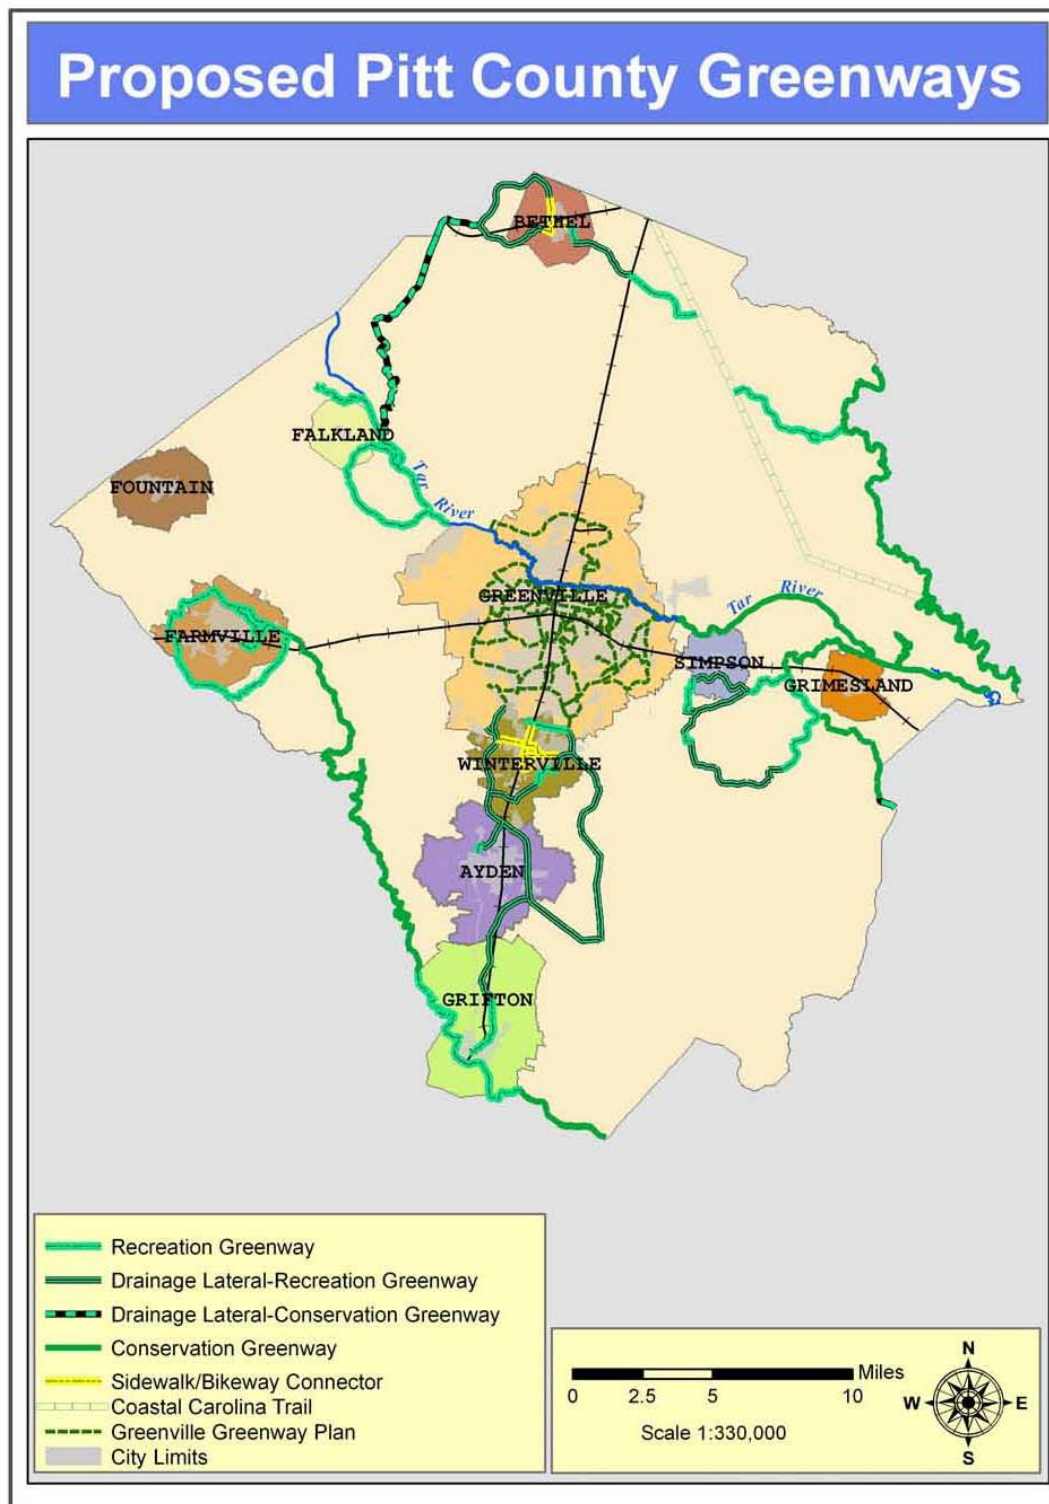 Proposed Pitt County Greenways
BETHEL
FALKLAND
FOUNTAIN
Tar River
GREENVILLE
Tar River
FARMVILLE
SIMPSON
GRIMESLAND
WINTERVILLE
AYDEN
GRIFTON
Recreation Greenway
Drainage Lateral-Recreation Greenway
Drainage Lateral-Conservation Greenway
Conservation Greenway
Sidewalk/Bikeway Connector
Coastal Carolina Trail
Greenville Greenway Plan
City Limits
Miles
0 2.5 5 10
Scale 1:330,000
N
W E
S